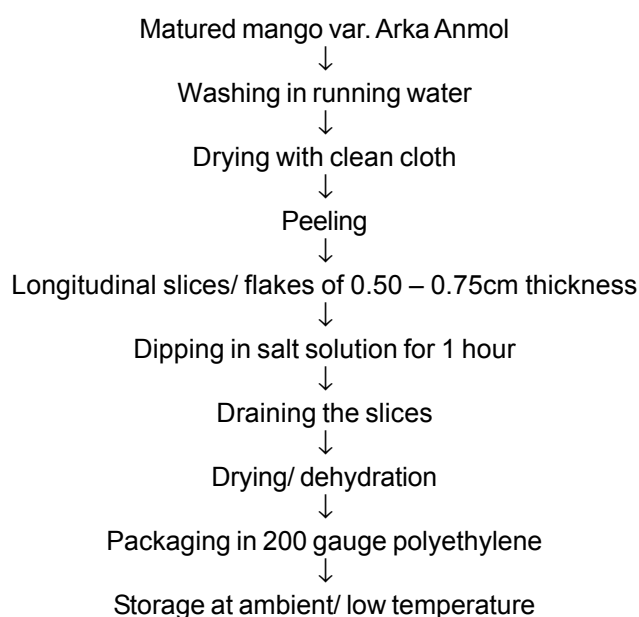 Matured mango var. Arka Anmol
↓
Washing in running water
↓
Drying with clean cloth
↓
Peeling
↓
Longitudinal slices/ flakes of 0.50 – 0.75cm thickness
↓
Dipping in salt solution for 1 hour
↓
Draining the slices
↓
Drying/ dehydration
↓
Packaging in 200 gauge polyethylene
↓
Storage at ambient/ low temperature